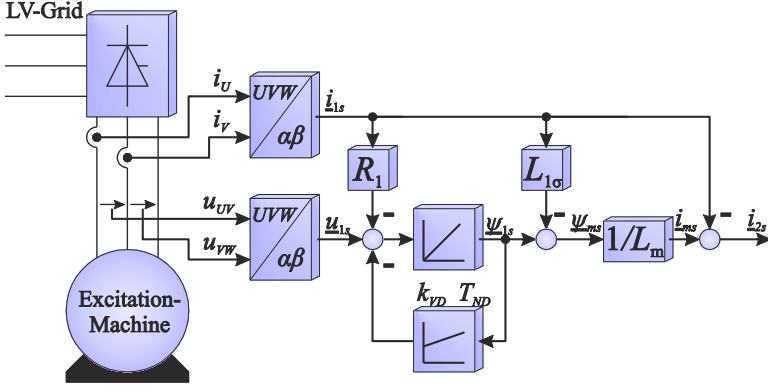 LV-Grid
i_U
i_V
UVW
αβ
i_1s
R_1
L_1σ
u_UV
u_VW
UVW
αβ
u_1s
ψ_1s
ψ_ms
1/L_m
i_ms
i_2s
k_VD T_ND
Excitation-
Machine